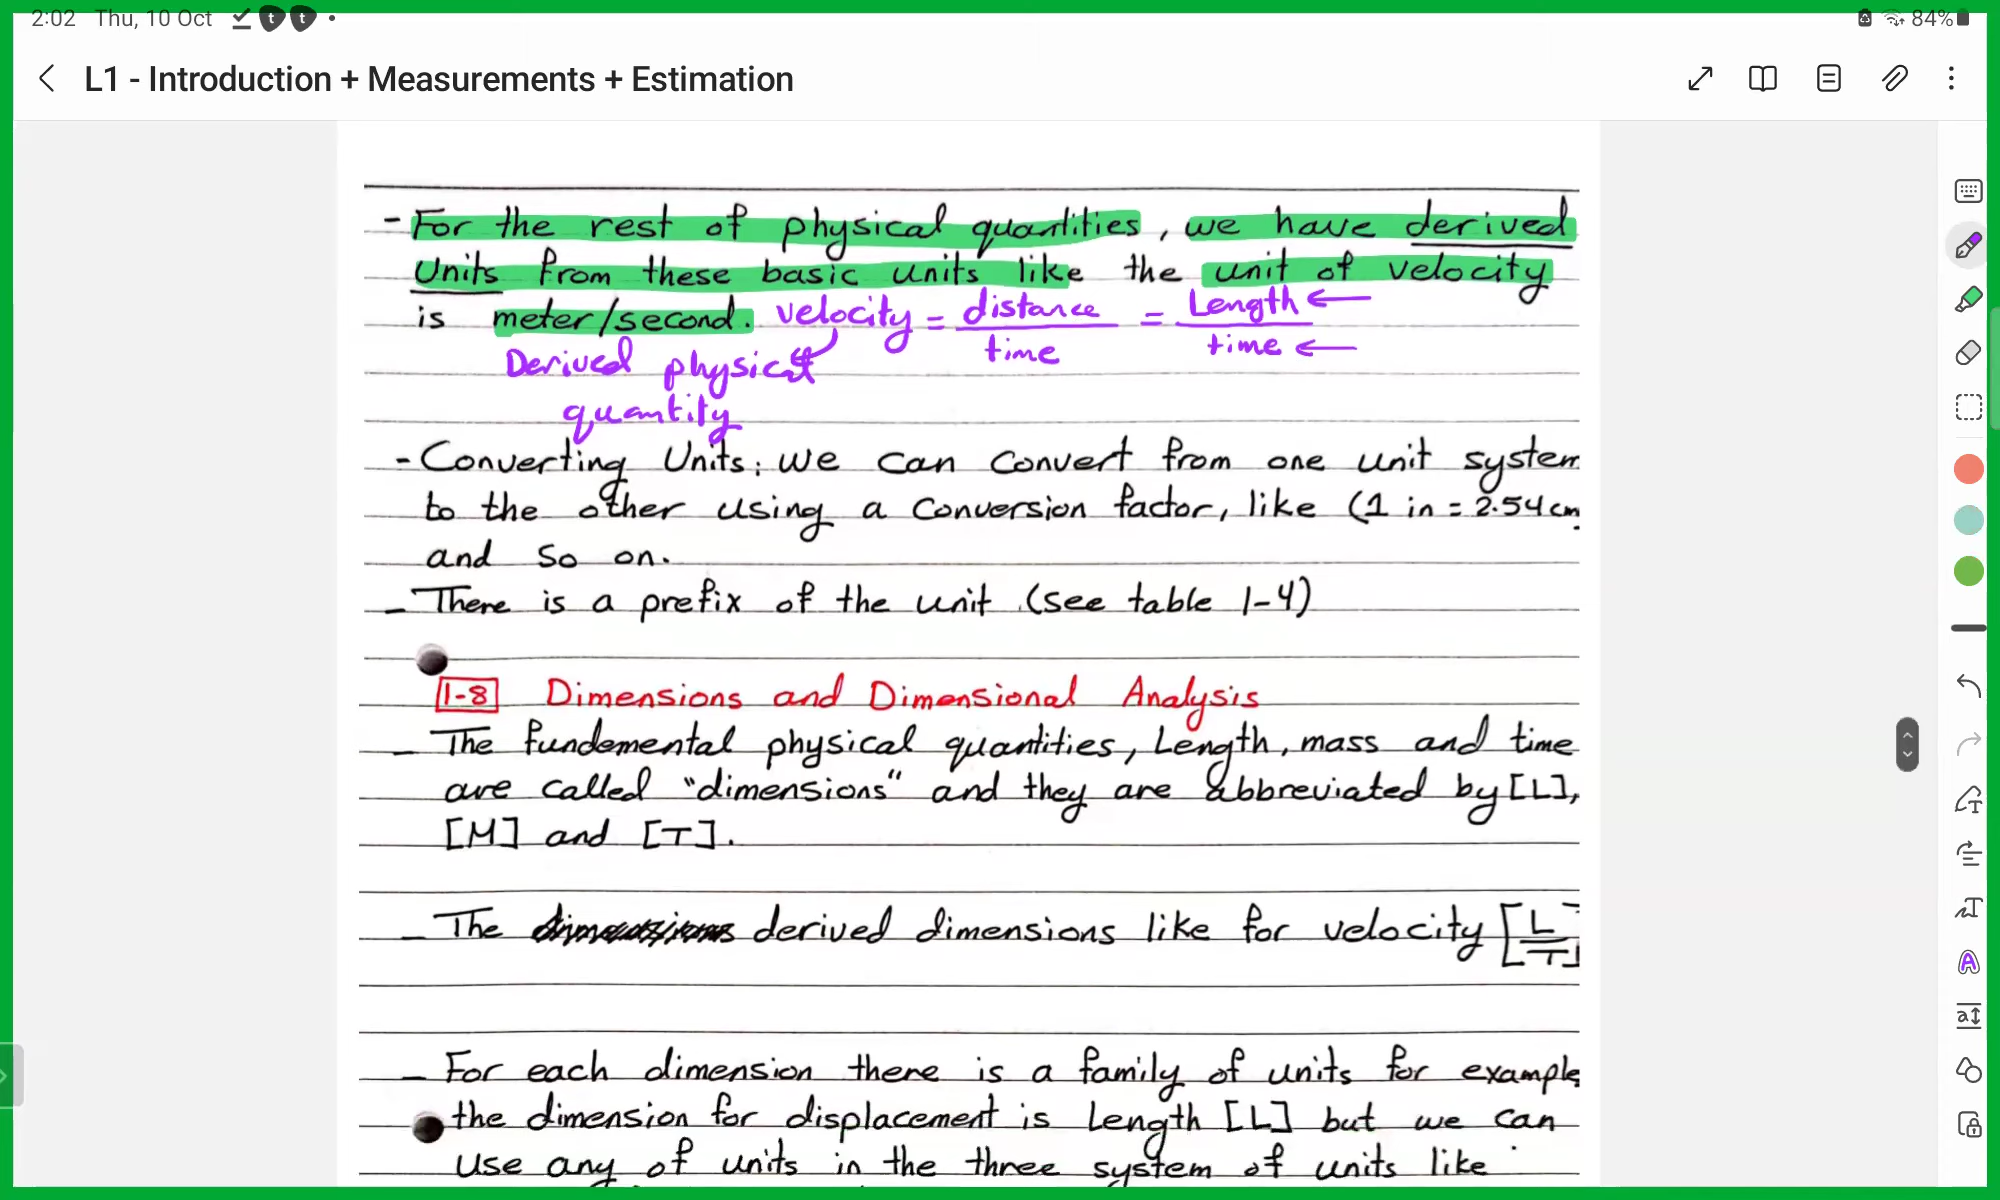 2:02 Thu, 10 Oct
84%
L1 - Introduction + Measurements + Estimation
- For the rest of physical quantities, we have derived
Units from these basic units like the unit of velocity
is meter/second. velocity = distance/time = Length/time
Derived physical
quantity
- Converting Units: we can convert from one unit system
to the other using a conversion factor, like (1 in = 2.54 cm
and so on.
- There is a prefix of the unit (see table 1-4)
1-8 Dimensions and Dimensional Analysis
- The fundemental physical quantities, Length, mass and time
are called "dimensions" and they are abbreviated by [L],
[M] and [T].
- The derived dimensions like for velocity [L/T]
- For each dimension there is a family of units for example
the dimension for displacement is Length [L] but we can
use any of units in the three system of units like